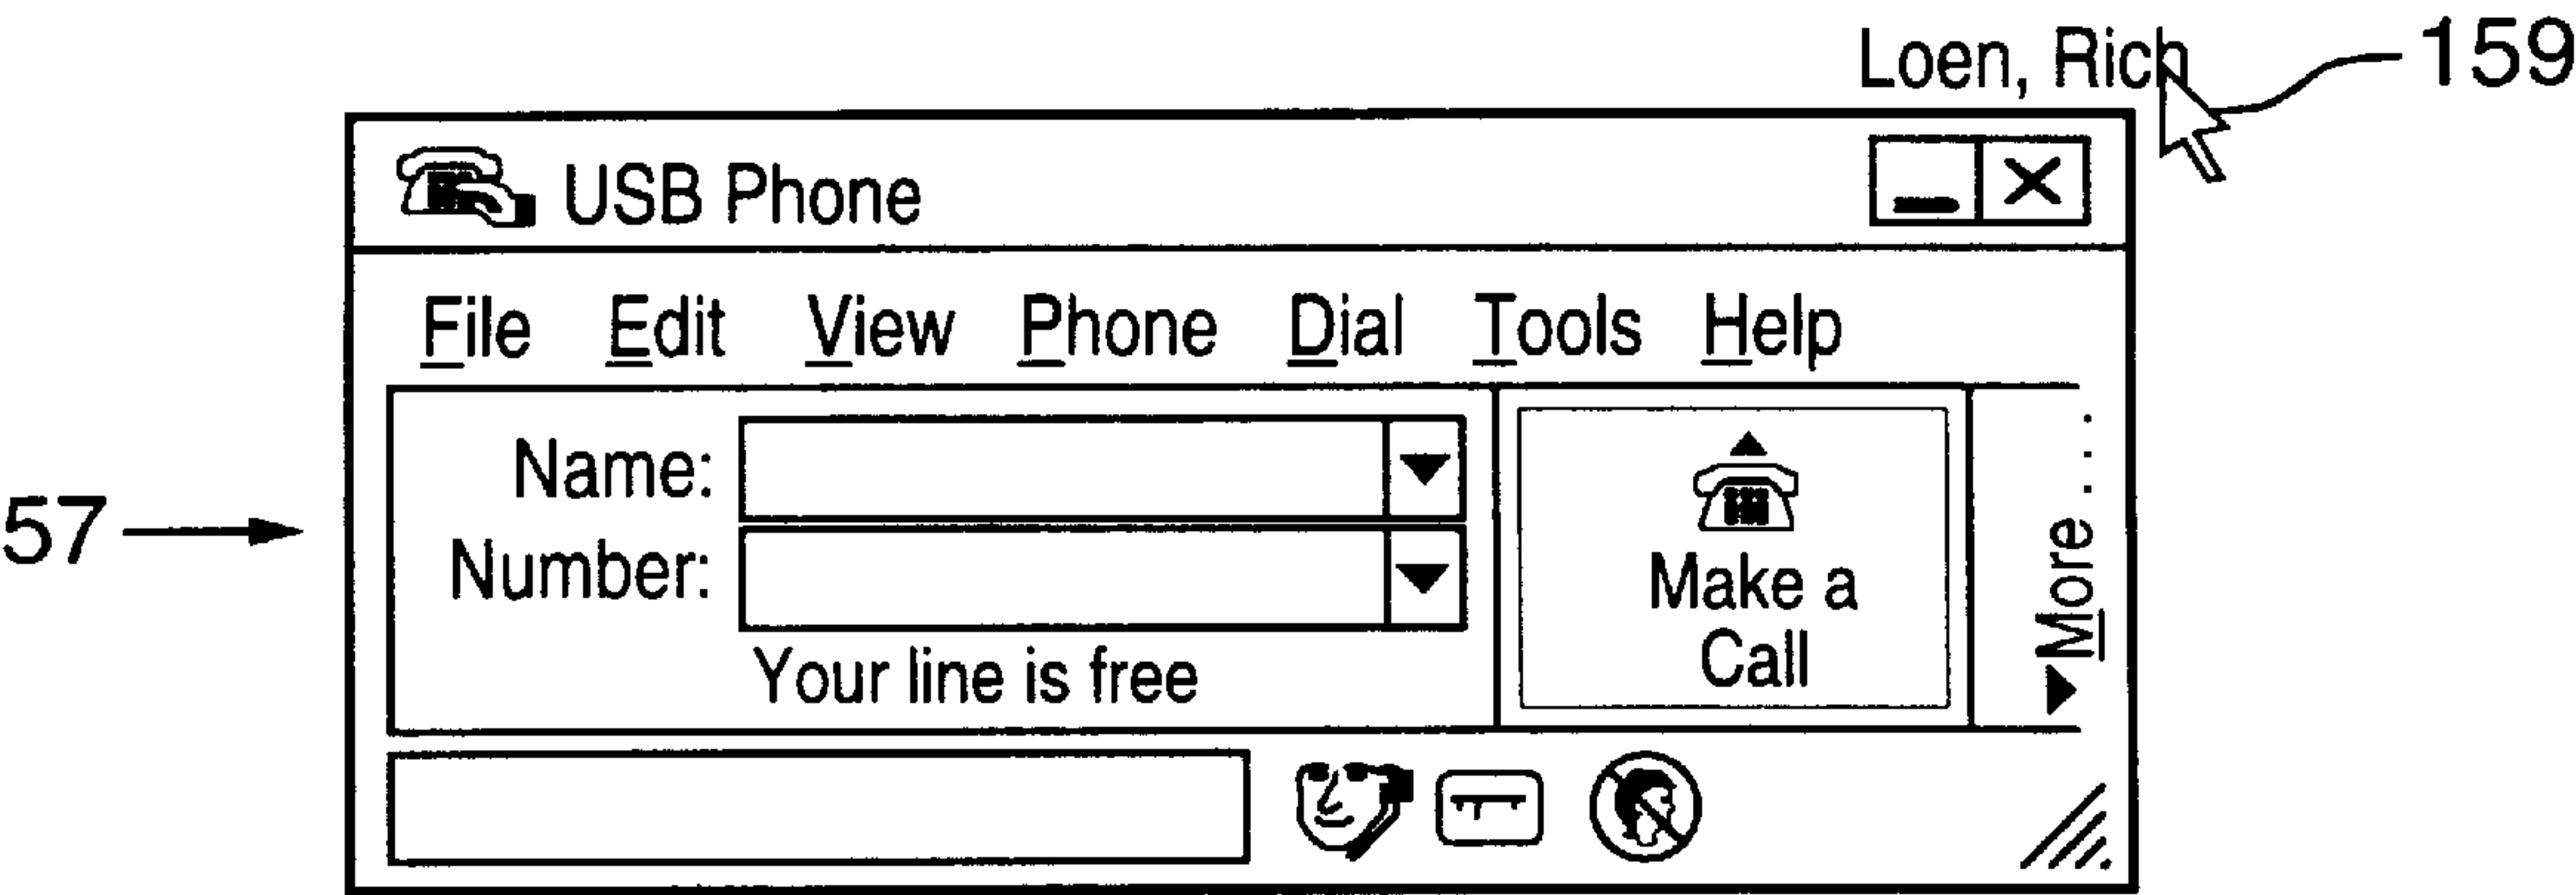 Loen, Rich
159
USB Phone
File Edit View Phone Dial Tools Help
Name:
57
Number:
Make a
Call
More ....
Your line is free